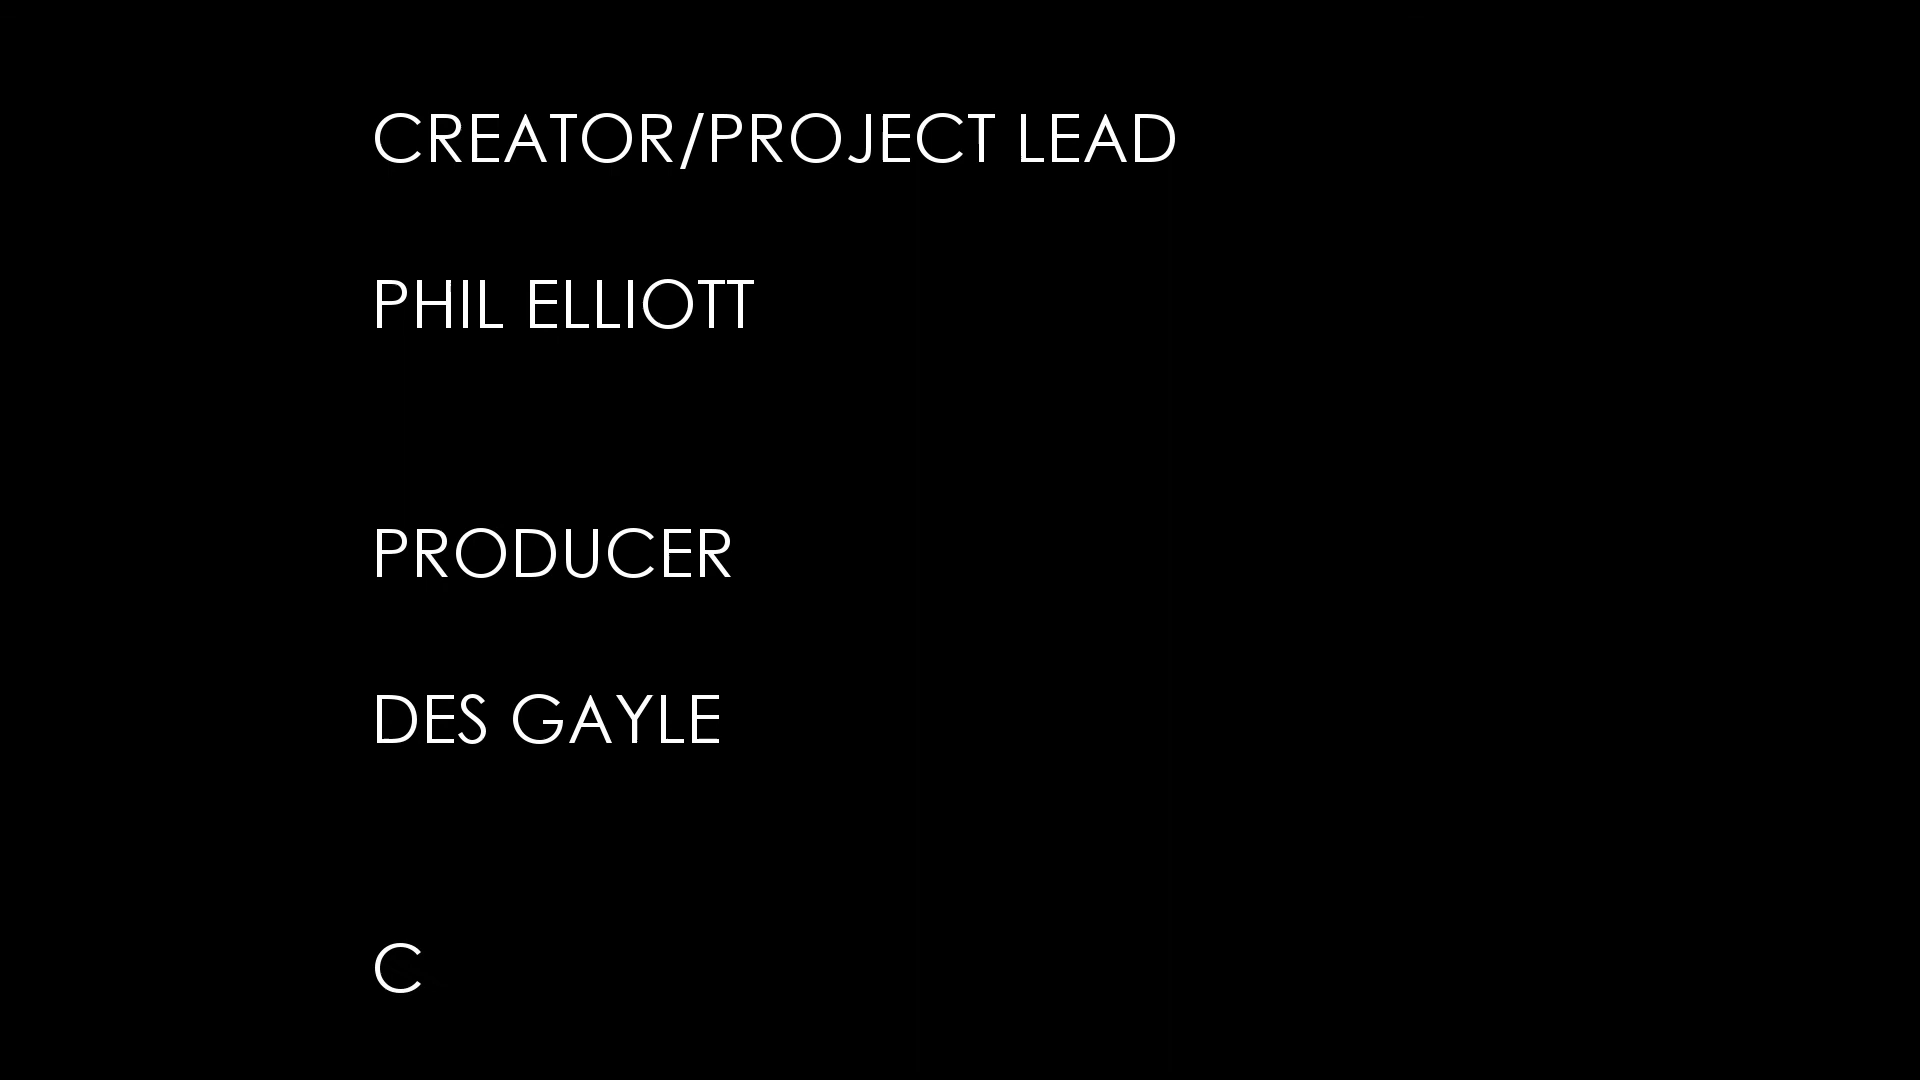 CREATOR/PROJECT LEAD
PHIL ELLIOTT
PRODUCER
DES GAYLE
C